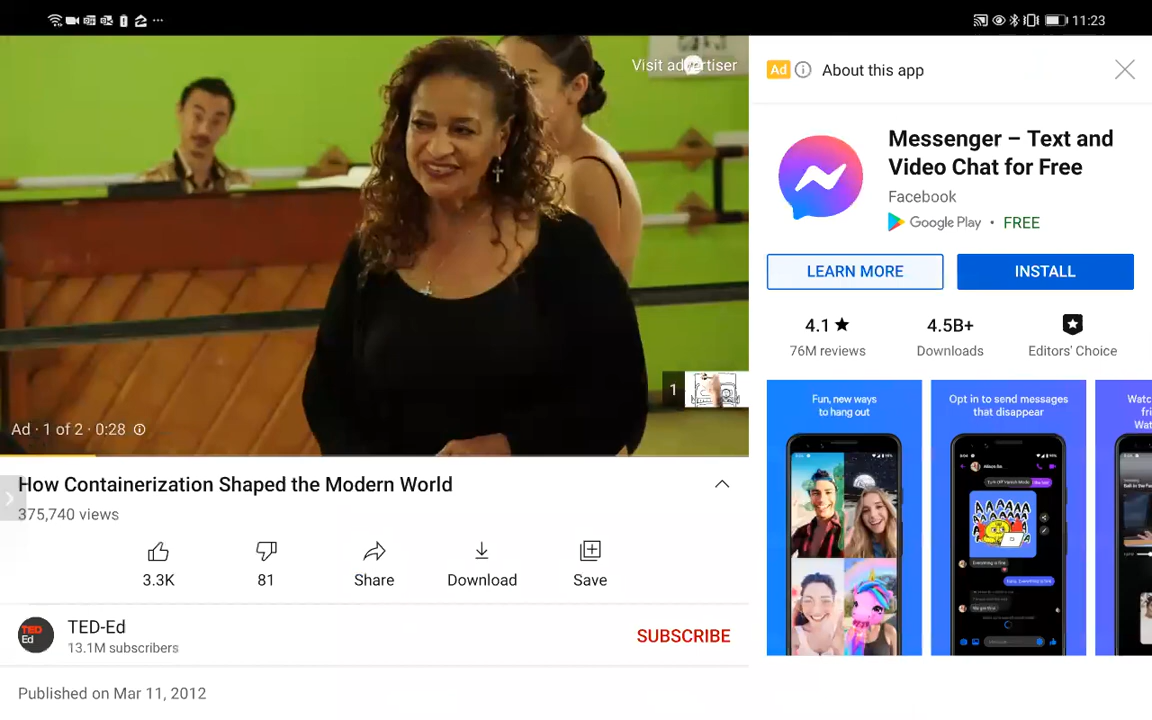 11:23
Visit advertiser
1
Ad · 1 of 2 · 0:28
How Containerization Shaped the Modern World
375,740 views
3.3K
81
Share
Download
Save
TED Ed
TED-Ed
13.1M subscribers
SUBSCRIBE
Published on Mar 11, 2012
Ad
About this app
Messenger – Text and
Video Chat for Free
Facebook
Google Play · FREE
LEARN MORE
INSTALL
4.1 ★
76M reviews
4.5B+
Downloads
Editors' Choice
Fun, new ways
to hang out
Opt in to send messages
that disappear